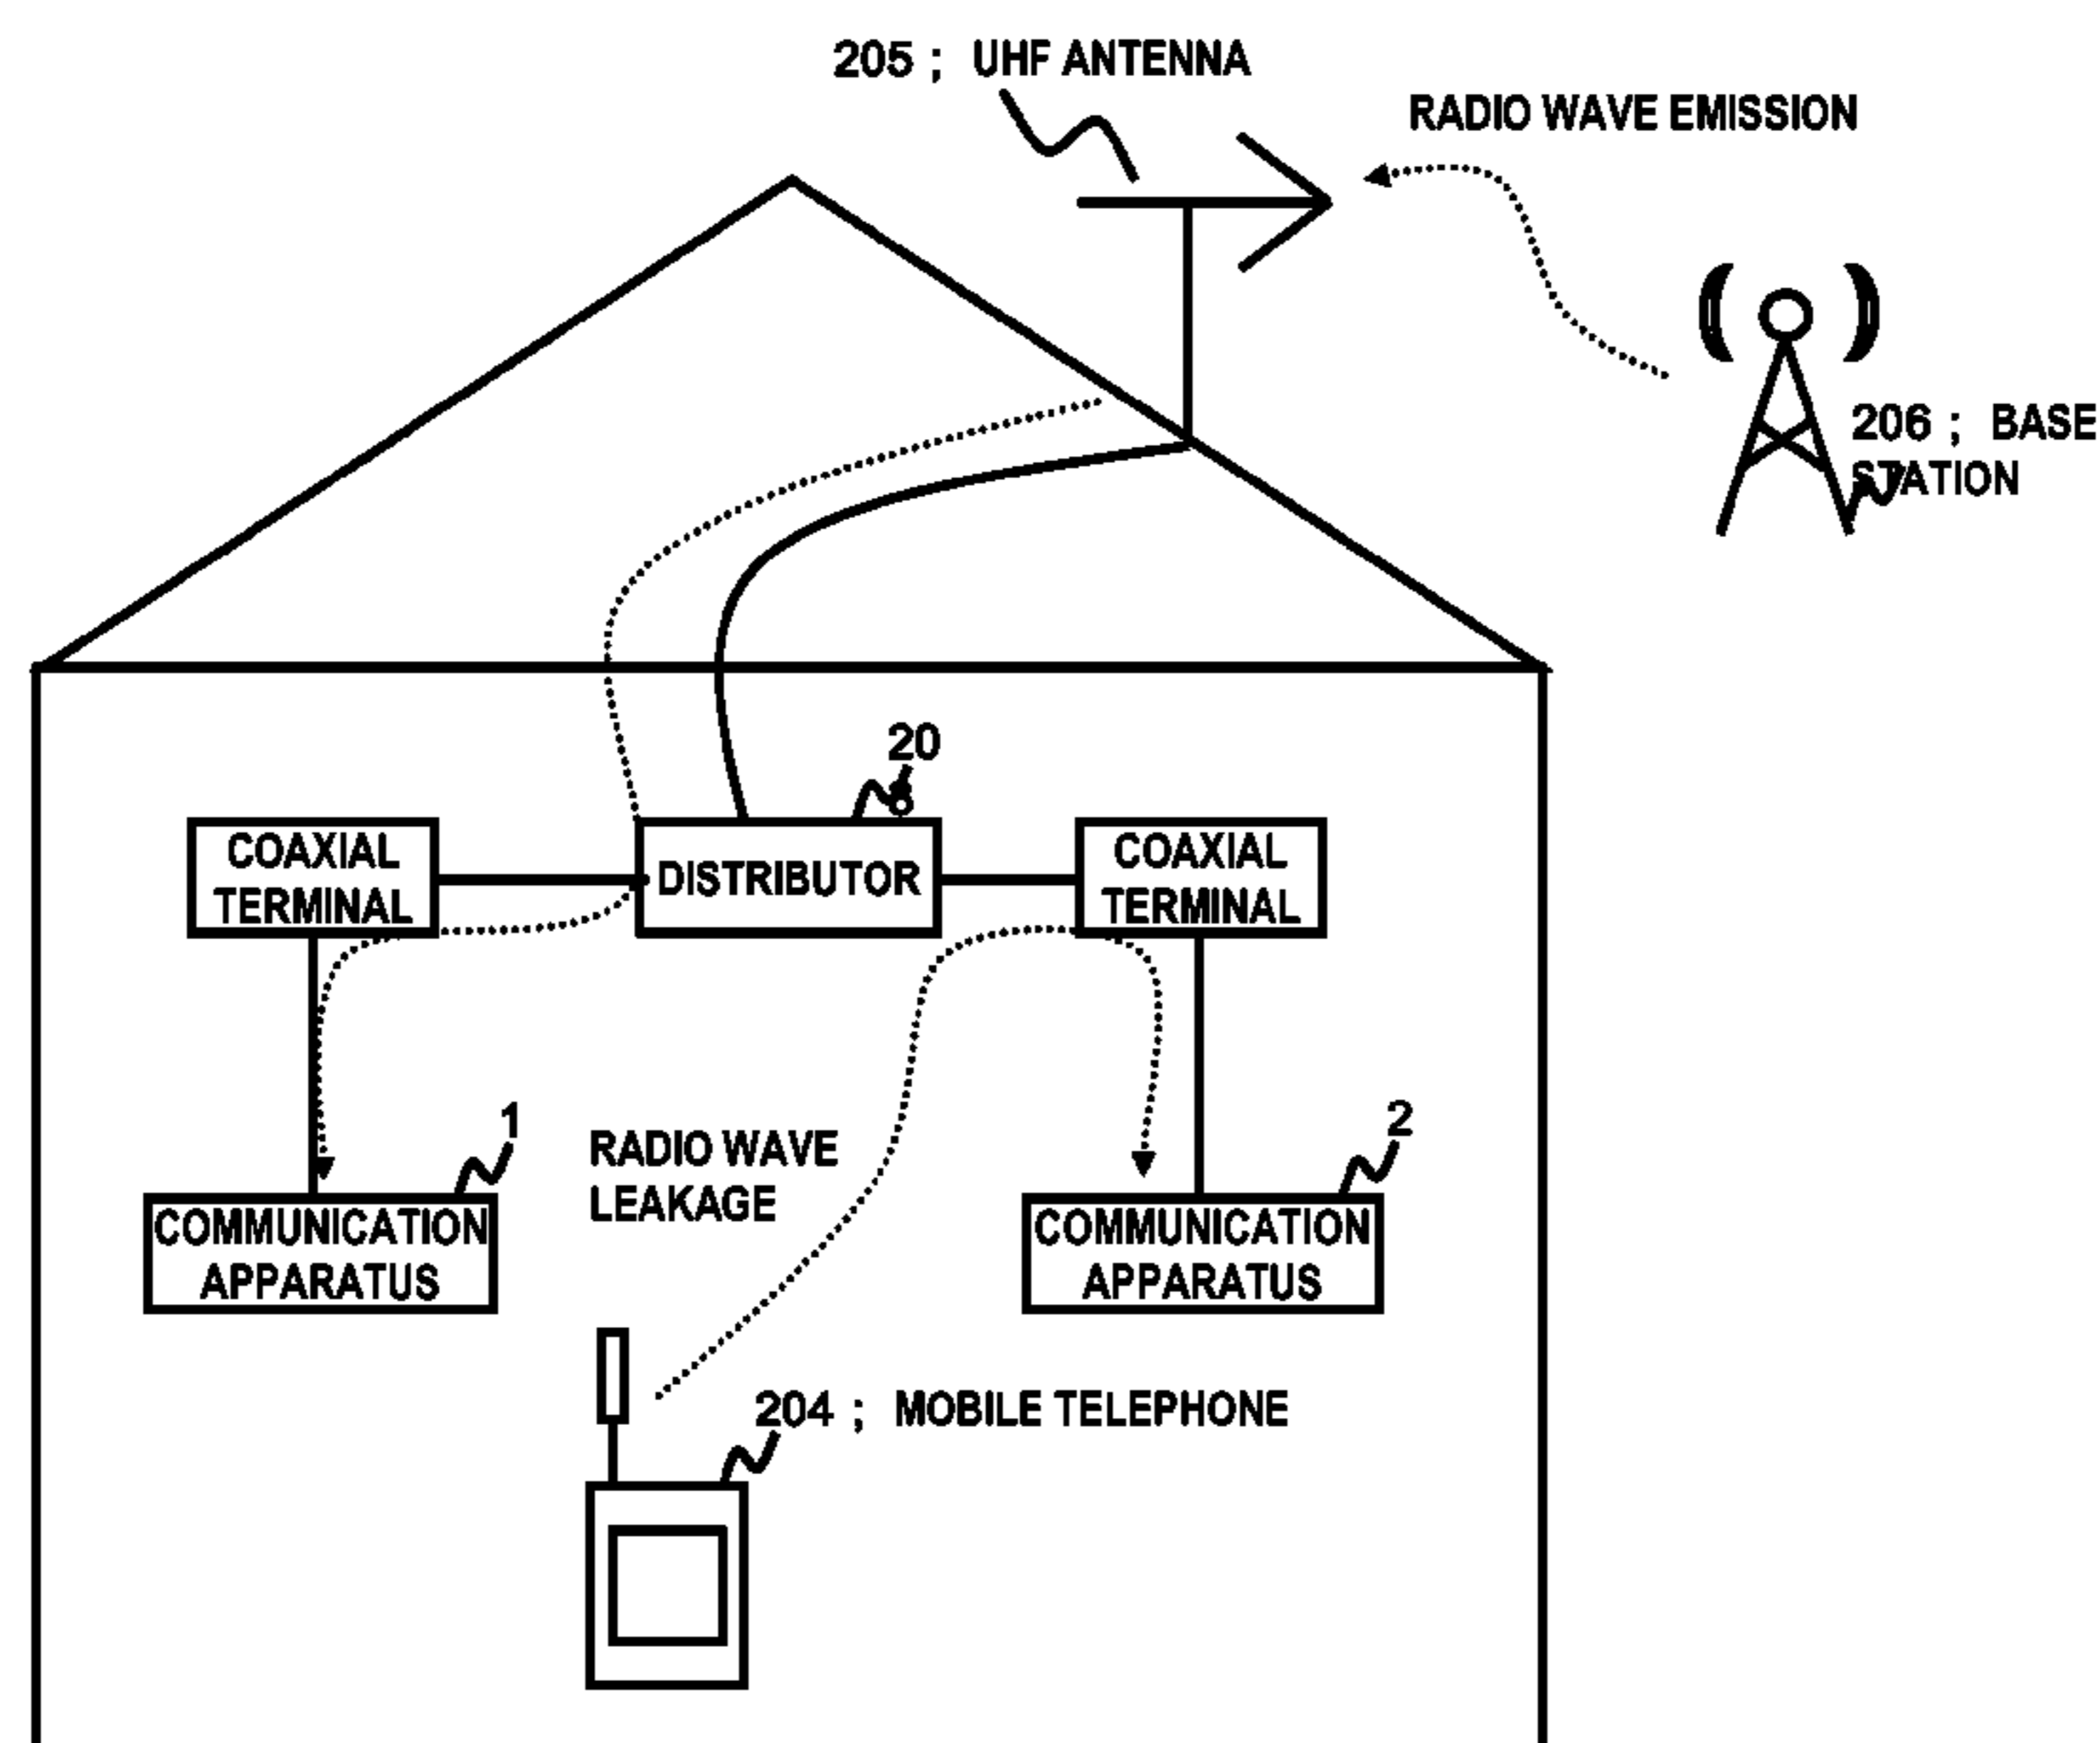 205 ; UHF ANTENNA
RADIO WAVE EMISSION
206 ; BASE
STATION
20
COAXIAL
TERMINAL
DISTRIBUTOR
COAXIAL
TERMINAL
1
2
RADIO WAVE
LEAKAGE
COMMUNICATION
APPARATUS
COMMUNICATION
APPARATUS
204 ; MOBILE TELEPHONE